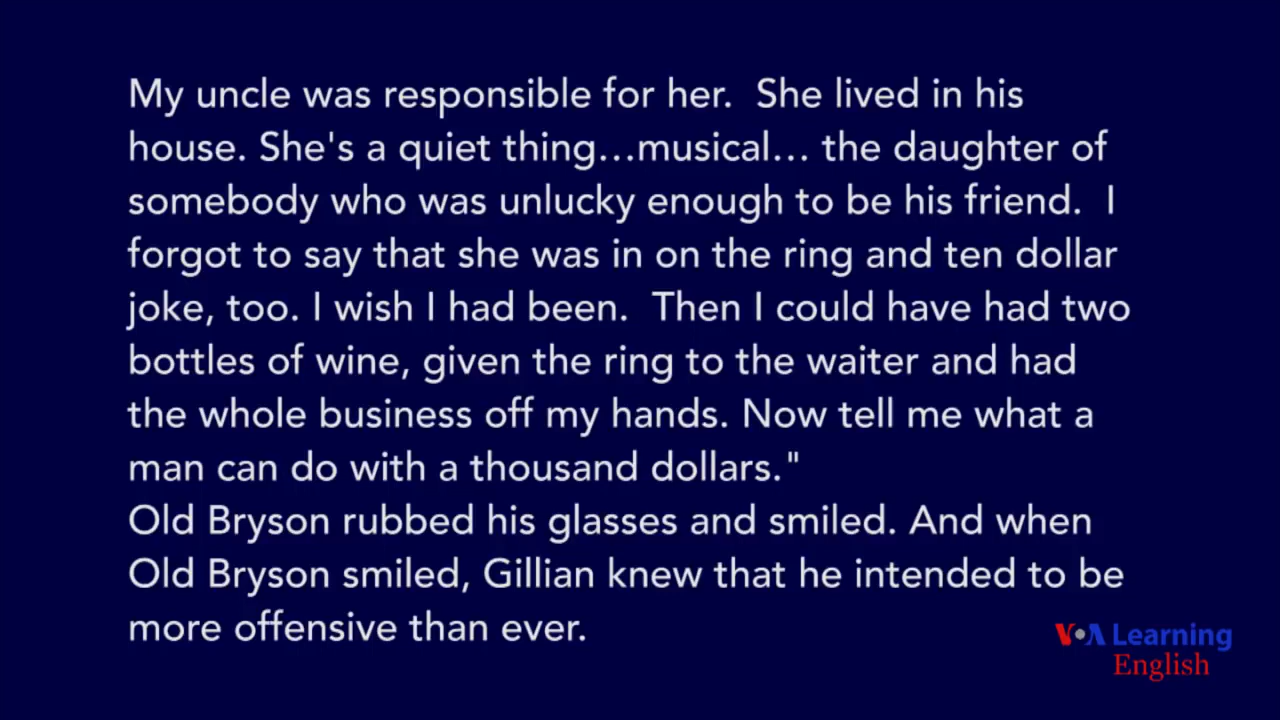 My uncle was responsible for her.  She lived in his
house. She's a quiet thing...musical... the daughter of
somebody who was unlucky enough to be his friend.  I
forgot to say that she was in on the ring and ten dollar
joke, too. I wish I had been.  Then I could have had two
bottles of wine, given the ring to the waiter and had
the whole business off my hands. Now tell me what a
man can do with a thousand dollars."
Old Bryson rubbed his glasses and smiled. And when
Old Bryson smiled, Gillian knew that he intended to be
more offensive than ever.
VOA Learning
English